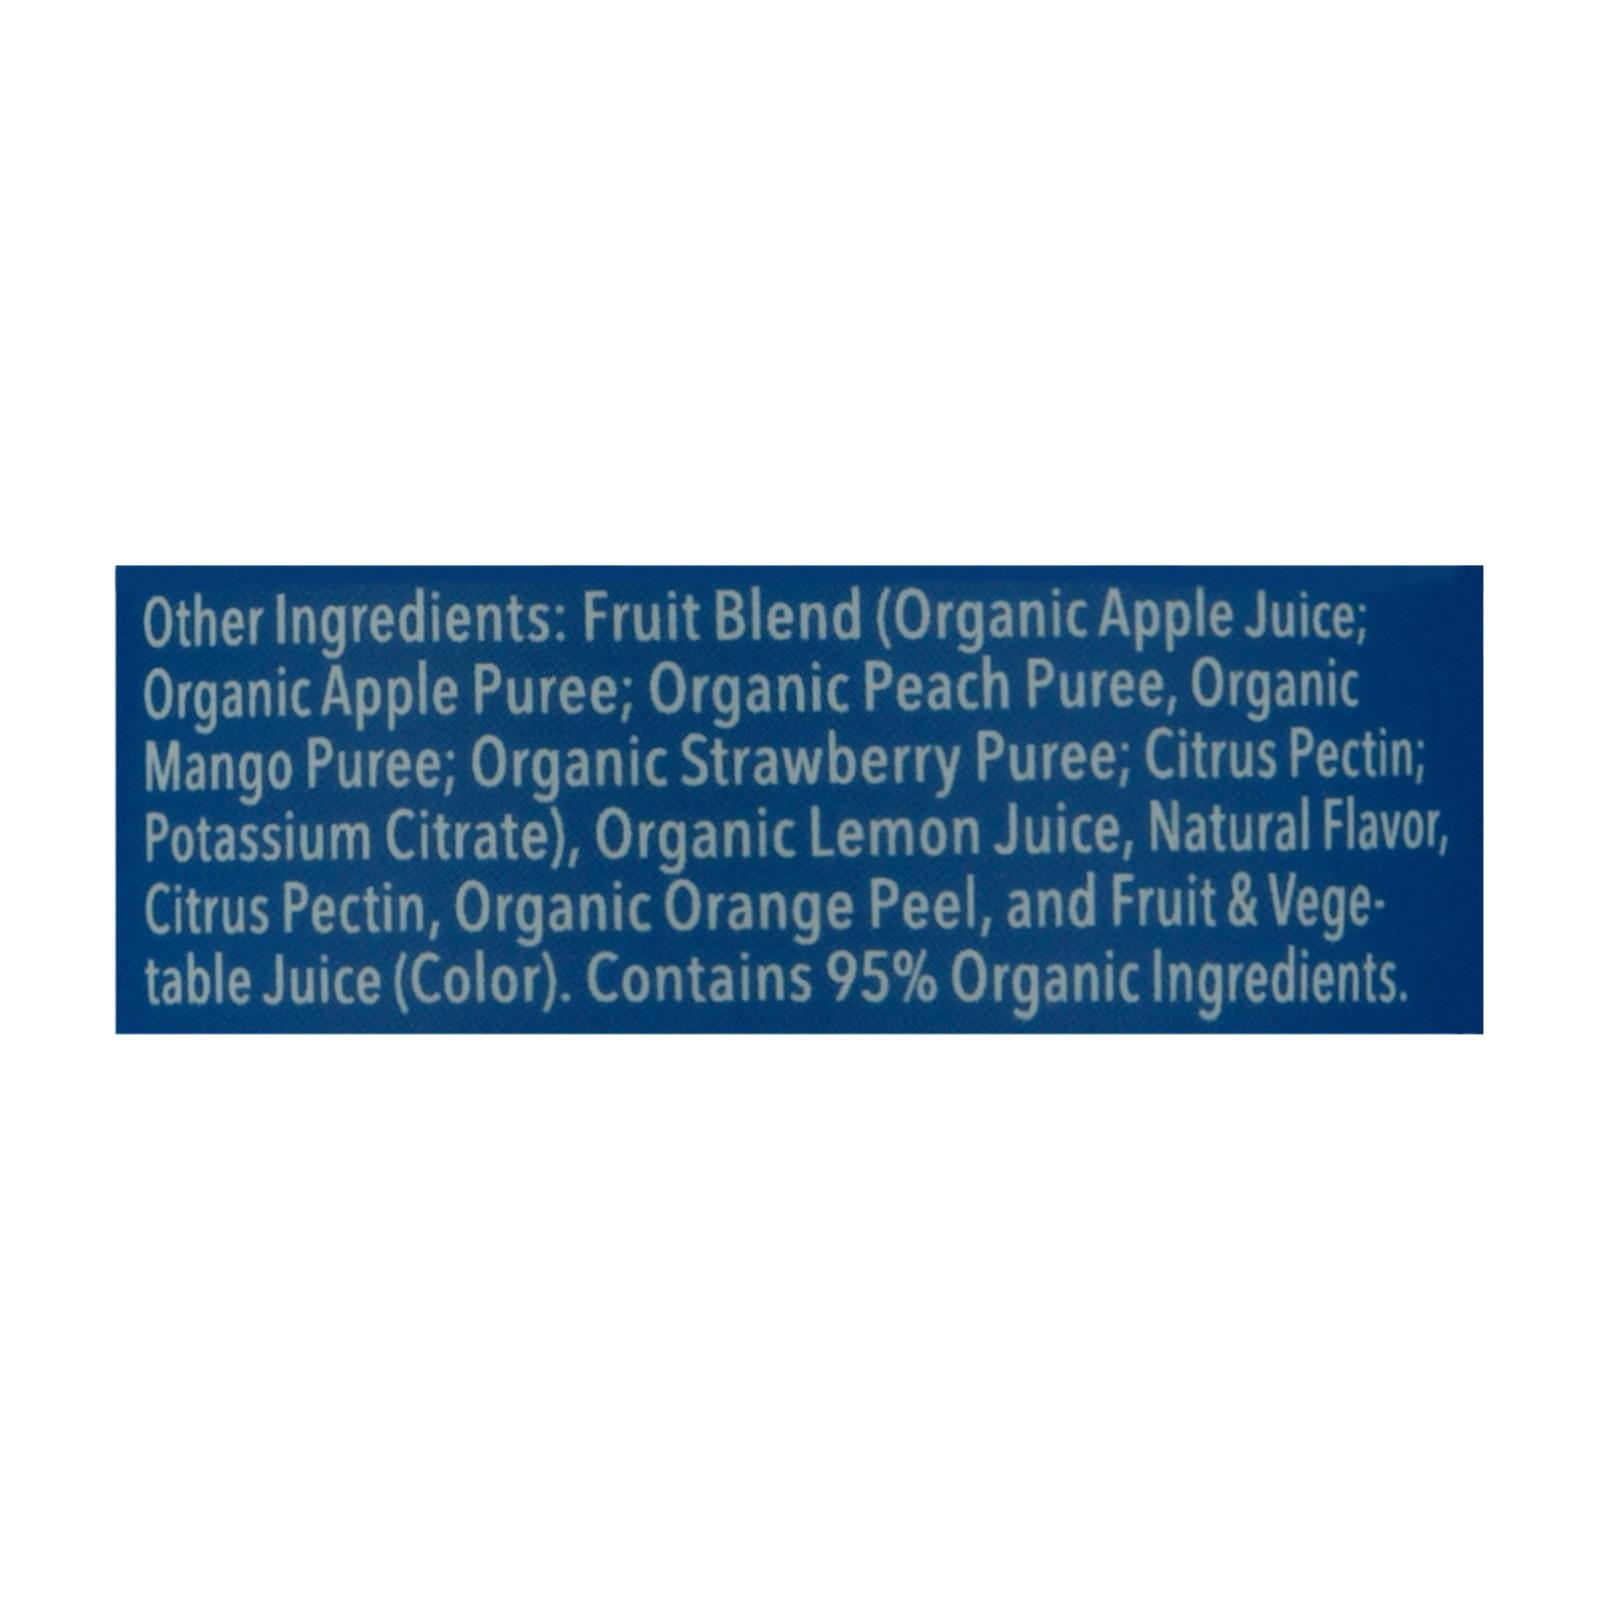 Other Ingredients: Fruit Blend (Organic Apple Juice;
Organic Apple Puree; Organic Peach Puree, Organic
Mango Puree; Organic Strawberry Puree; Citrus Pectin;
Potassium Citrate), Organic Lemon Juice, Natural Flavor,
Citrus Pectin, Organic Orange Peel, and Fruit & Vege-
table Juice (Color). Contains 95% Organic Ingredients.